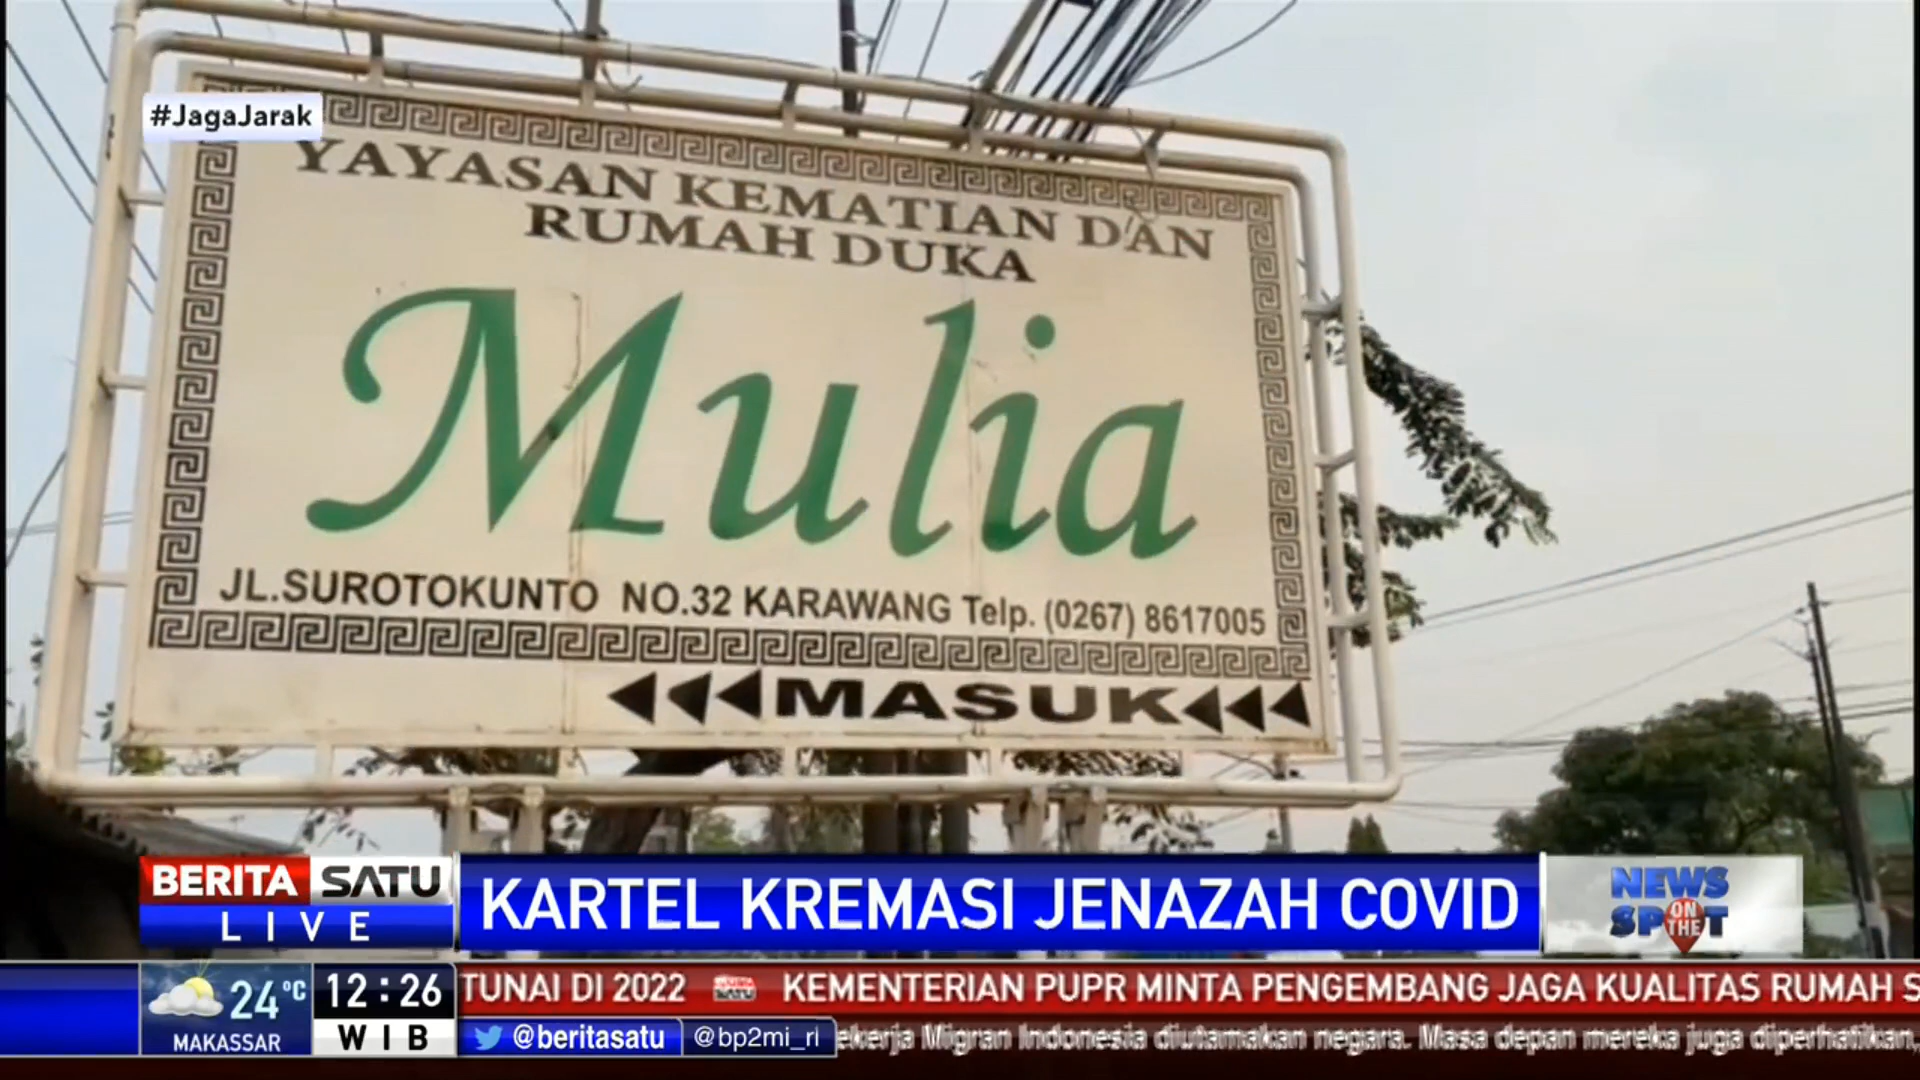 #JagaJarak
YAYASAN KEMATIAN DAN
RUMAH DUKA
Mulia
JL.SUROTOKUNTO NO.32 KARAWANG Telp. (0267) 8617005
MASUK
BERITA SATU
LIVE
KARTEL KREMASI JENAZAH COVID
NEWS
ON THE
SPOT
24°C
MAKASSAR
12:26
WIB
TUNAI DI 2022 BERITA SATU KEMENTERIAN PUPR MINTA PENGEMBANG JAGA KUALITAS RUMAH S
@beritasatu
@bp2mi_ri
ekerja Migran Indonesia diutamakan negara. Masa depan mereka juga diperhatikan,